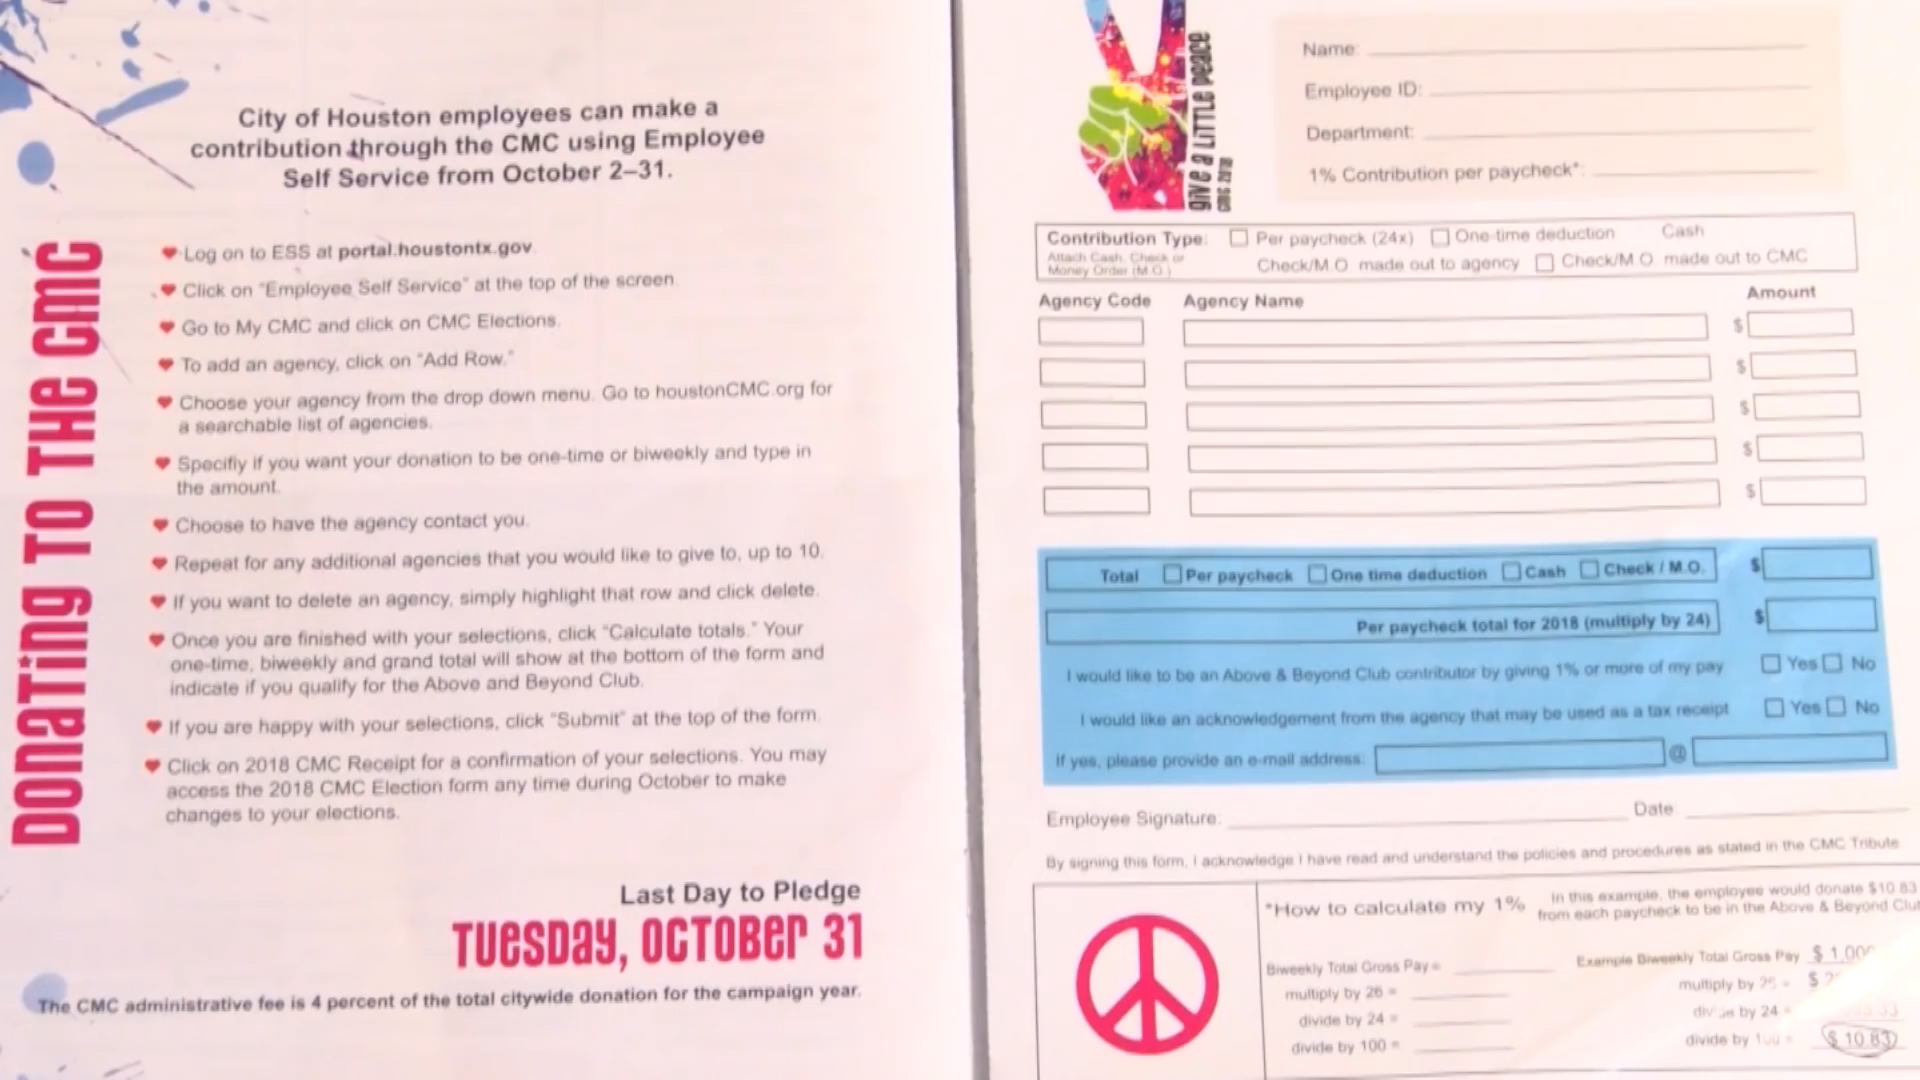 DONATING TO THE CMC
City of Houston employees can make a
contribution through the CMC using Employee
Self Service from October 2–31.
Log on to ESS at portal.houstontx.gov.
Click on "Employee Self Service" at the top of the screen.
Go to My CMC and click on CMC Elections.
To add an agency, click on "Add Row."
Choose your agency from the drop down menu. Go to houstonCMC.org for
a searchable list of agencies.
Specifiy if you want your donation to be one-time or biweekly and type in
the amount.
Choose to have the agency contact you.
Repeat for any additional agencies that you would like to give to, up to 10.
If you want to delete an agency, simply highlight that row and click delete.
Once you are finished with your selections, click "Calculate totals." Your
one-time, biweekly and grand total will show at the bottom of the form and
indicate if you qualify for the Above and Beyond Club.
If you are happy with your selections, click "Submit" at the top of the form.
Click on 2018 CMC Receipt for a confirmation of your selections. You may
access the 2018 CMC Election form any time during October to make
changes to your elections.
Last Day to Pledge
TUESDAY, OCTOBER 31
The CMC administrative fee is 4 percent of the total citywide donation for the campaign year.
give a LITTLE peace
CMC 2018
Name:
Employee ID:
Department:
1% Contribution per paycheck*:
Contribution Type: Per paycheck (24x) One-time deduction Cash
Attach Cash, Check or
Money Order (M.O.)
Check/M.O. made out to agency Check/M.O. made out to CMC
Agency Code Agency Name Amount
$
$
$
$
$
Total Per paycheck One time deduction Cash Check / M.O. $
Per paycheck total for 2018 (multiply by 24) $
I would like to be an Above & Beyond Club contributor by giving 1% or more of my pay Yes No
I would like an acknowledgement from the agency that may be used as a tax receipt Yes No
If yes, please provide an e-mail address: @
Employee Signature: Date
By signing this form, I acknowledge I have read and understand the policies and procedures as stated in the CMC Tribute
*How to calculate my 1%
In this example, the employee would donate $10.83
from each paycheck to be in the Above & Beyond Clu
Biweekly Total Gross Pay =
multiply by 26 =
divide by 24 =
divide by 100 =
Example Biweekly Total Gross Pay $ 1,000
multiply by = $
divide by 24 =
divide by = $ 10.83